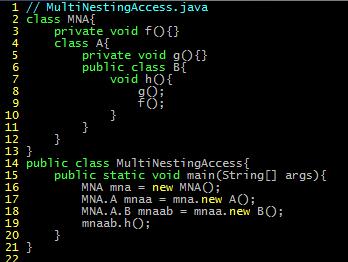 1 // MultiNestingAccess.java
2 class MNA{
3     private void f(){}
4     class A{
5         private void g(){}
6         public class B{
7             void h(){
8                 g();
9                 f();
10             }
11         }
12     }
13 }
14 public class MultiNestingAccess{
15     public static void main(String[] args){
16         MNA mna = new MNA();
17         MNA.A mnaa = mna.new A();
18         MNA.A.B mnaab = mnaa.new B();
19         mnaab.h();
20     }
21 }
22